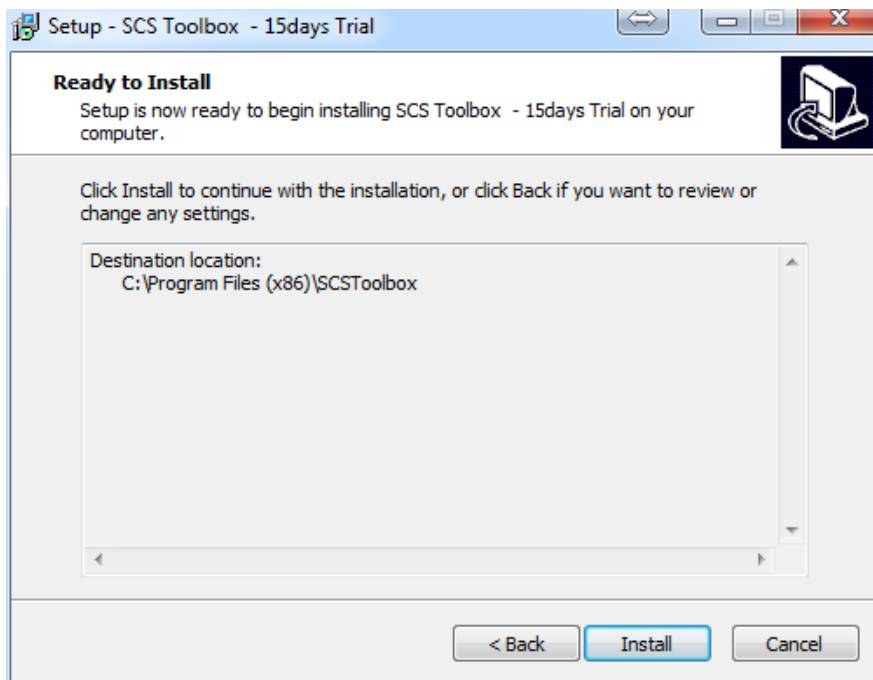 Setup - SCS Toolbox - 15days Trial
Ready to Install
Setup is now ready to begin installing SCS Toolbox - 15days Trial on your
computer.
Click Install to continue with the installation, or click Back if you want to review or
change any settings.
Destination location:
C:\Program Files (x86)\SCSToolbox
< Back Install Cancel